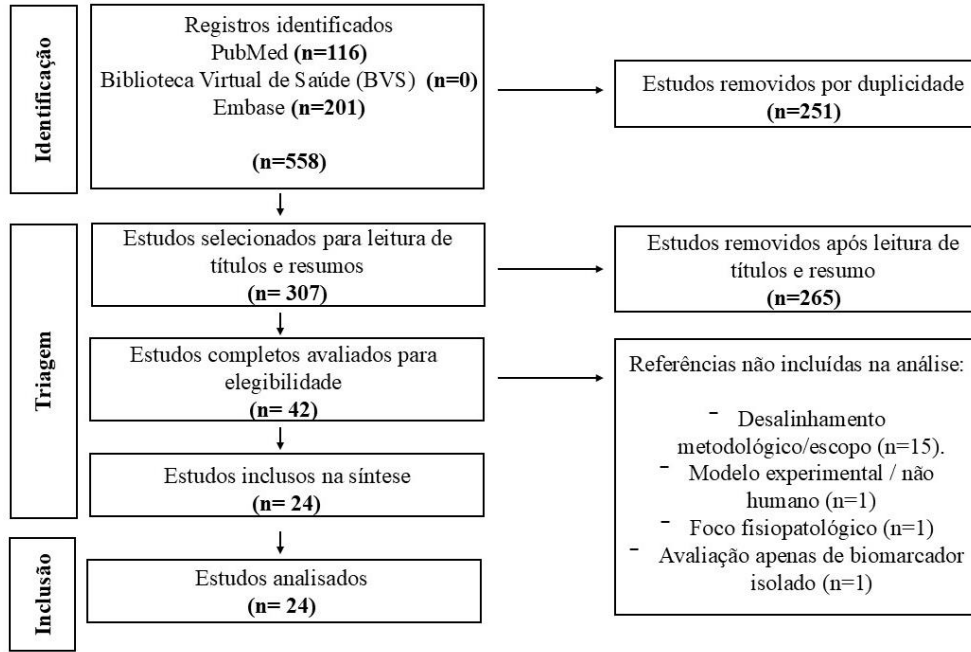 Identificação
Registros identificados
PubMed (n=116)
Biblioteca Virtual de Saúde (BVS) (n=0)
Embase (n=201)
(n=558)
Estudos removidos por duplicidade
(n=251)
Triagem
Estudos selecionados para leitura de
títulos e resumos
(n= 307)
Estudos removidos após leitura de
títulos e resumo
(n=265)
Estudos completos avaliados para
elegibilidade
(n= 42)
Referências não incluídas na análise:
- Desalinhamento
metodológico/escopo (n=15).
- Modelo experimental / não
humano (n=1)
- Foco fisiopatológico (n=1)
- Avaliação apenas de biomarcador
isolado (n=1)
Estudos inclusos na síntese
(n= 24)
Inclusão
Estudos analisados
(n= 24)